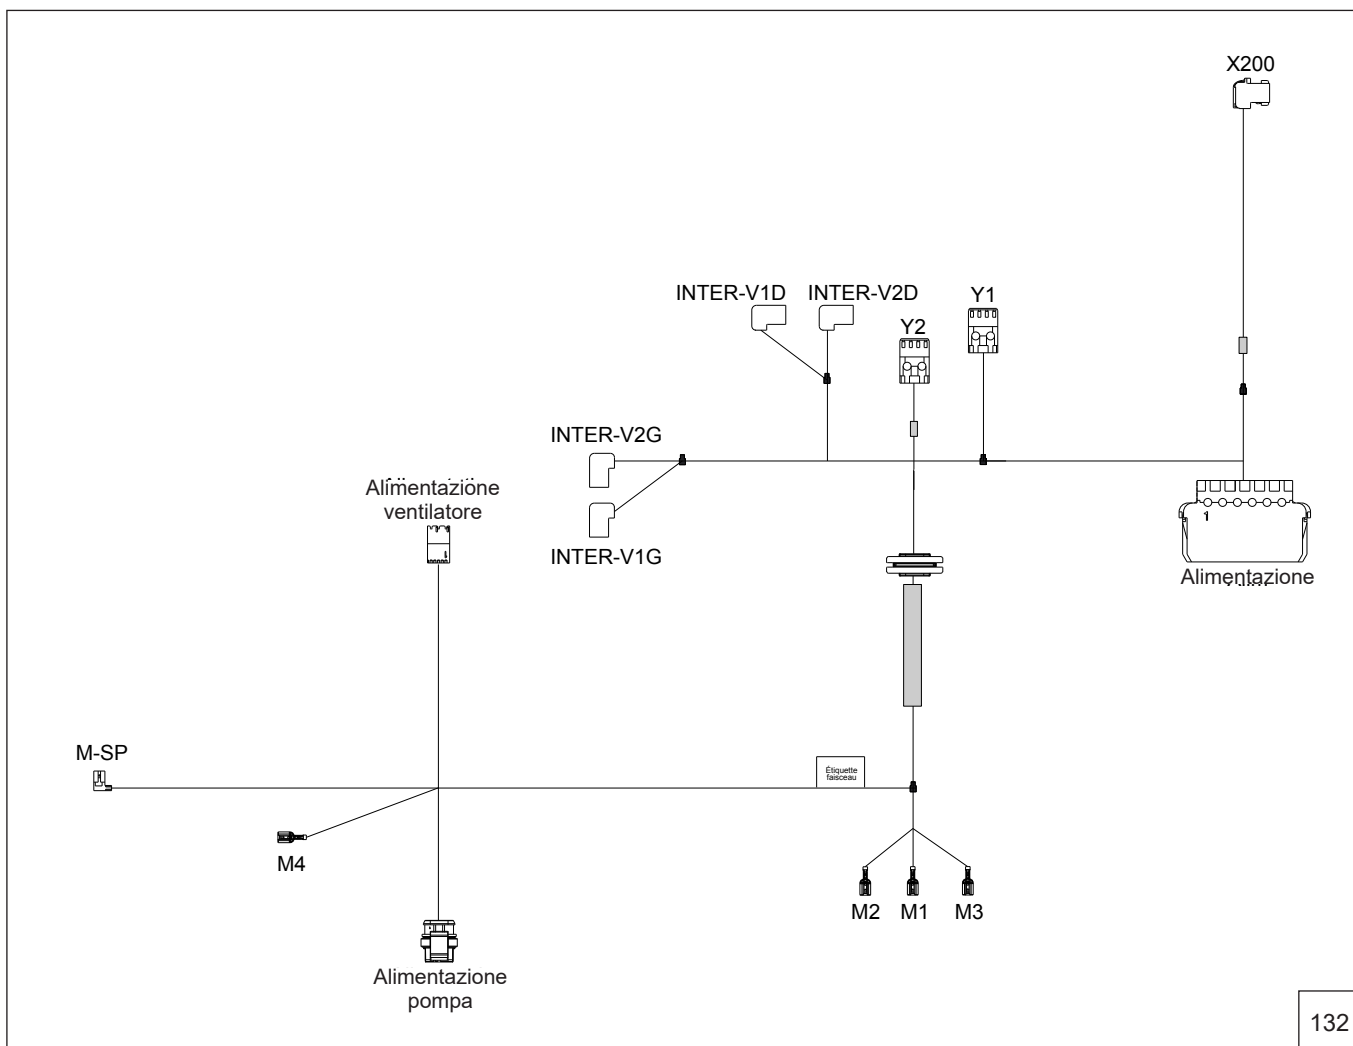 X200
INTER-V1D
INTER-V2D
Y1
Y2
INTER-V2G
Alimentazione
ventilatore
INTER-V1G
1
Alimentazione
M-SP
Étiquette
faisceau
M4
M2
M1
M3
Alimentazione
pompa
132